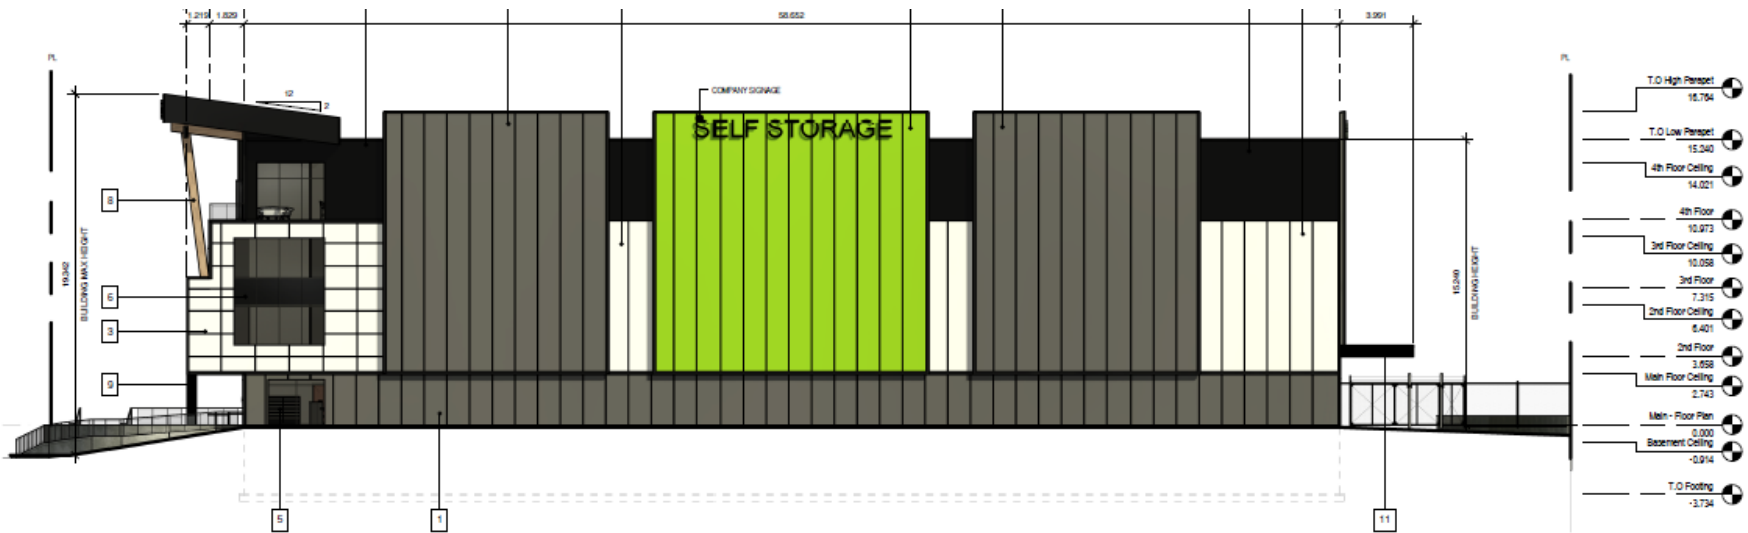 1.219
1.829
58.652
3.991
PL
PL
12
2
COMPANY SIGNAGE
SELF STORAGE
8
6
3
9
5
1
11
19.342
BUILDING MAX HEIGHT
15.240
BUILDING HEIGHT
T.O High Parapet
16.764
T.O Low Parapet
15.240
4th Floor Ceiling
14.021
4th Floor
10.973
3rd Floor Ceiling
10.058
3rd Floor
7.315
2nd Floor Ceiling
6.401
2nd Floor
3.658
Main Floor Ceiling
2.743
Main - Floor Plan
0.000
Basement Ceiling
-0.914
T.O Footing
-3.734